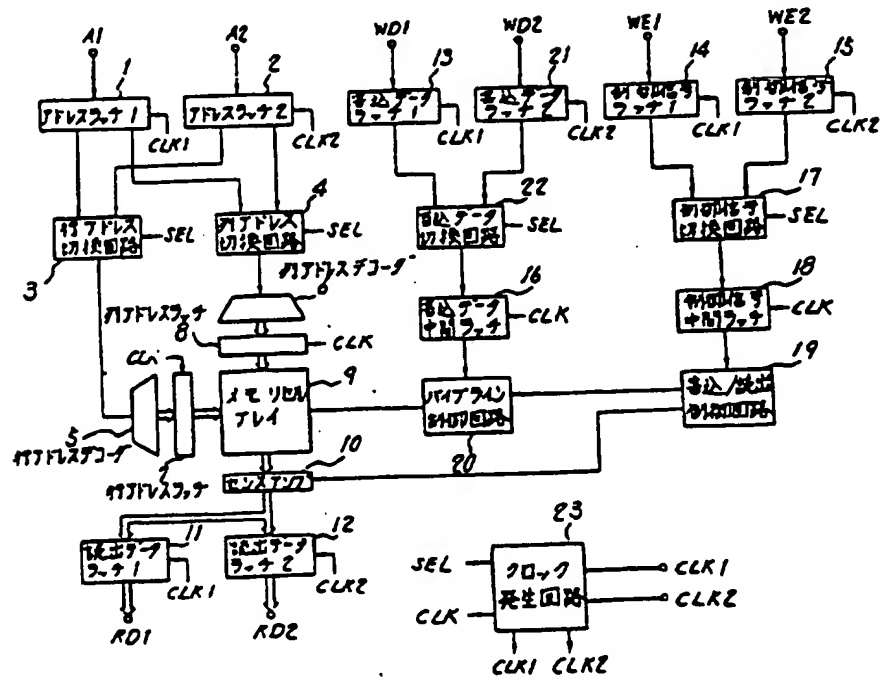 A1
A2
WD1
WD2
WE1
WE2
1
2
13
21
14
15
アドレスラッチ1
アドレスラッチ2
書込データ
ラッチ
1
書込データ
ラッチ
2
制御信号
ラッチ1
制御信号
ラッチ2
CLK1
CLK2
CLK1
CLK2
CLK1
CLK2
4
22
17
行アドレス
切換回路
列アドレス
切換回路
書込データ
切換回路
制御信号
切換回路
SEL
SEL
SEL
SEL
3
列アドレスデコーダ
6
16
18
列アドレスラッチ
8
CLK
書込データ
中間ラッチ
CLK
制御信号
中間ラッチ
CLK
9
19
メモリセル
アレイ
パイプライン
制御回路
書込/読出
制御回路
5
7
行アドレスデコーダ
行アドレスラッチ
20
10
センスアンプ
11
12
読出データ
ラッチ1
読出データ
ラッチ2
CLK1
CLK2
RD1
RD2
23
SEL
CLK
クロック
発生回路
CLK1
CLK2
CLK1
CLK2